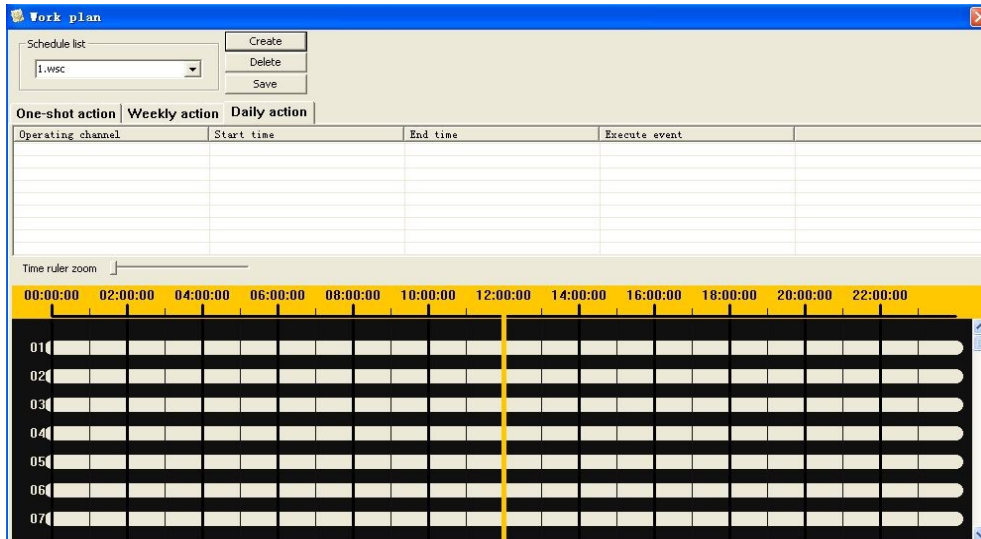 Work plan
Schedule list
1.wsc
Create
Delete
Save
One-shot action Weekly action Daily action
Operating channel Start time End time Execute event
Time ruler zoom
00:00:00 02:00:00 04:00:00 06:00:00 08:00:00 10:00:00 12:00:00 14:00:00 16:00:00 18:00:00 20:00:00 22:00:00
01
02
03
04
05
06
07